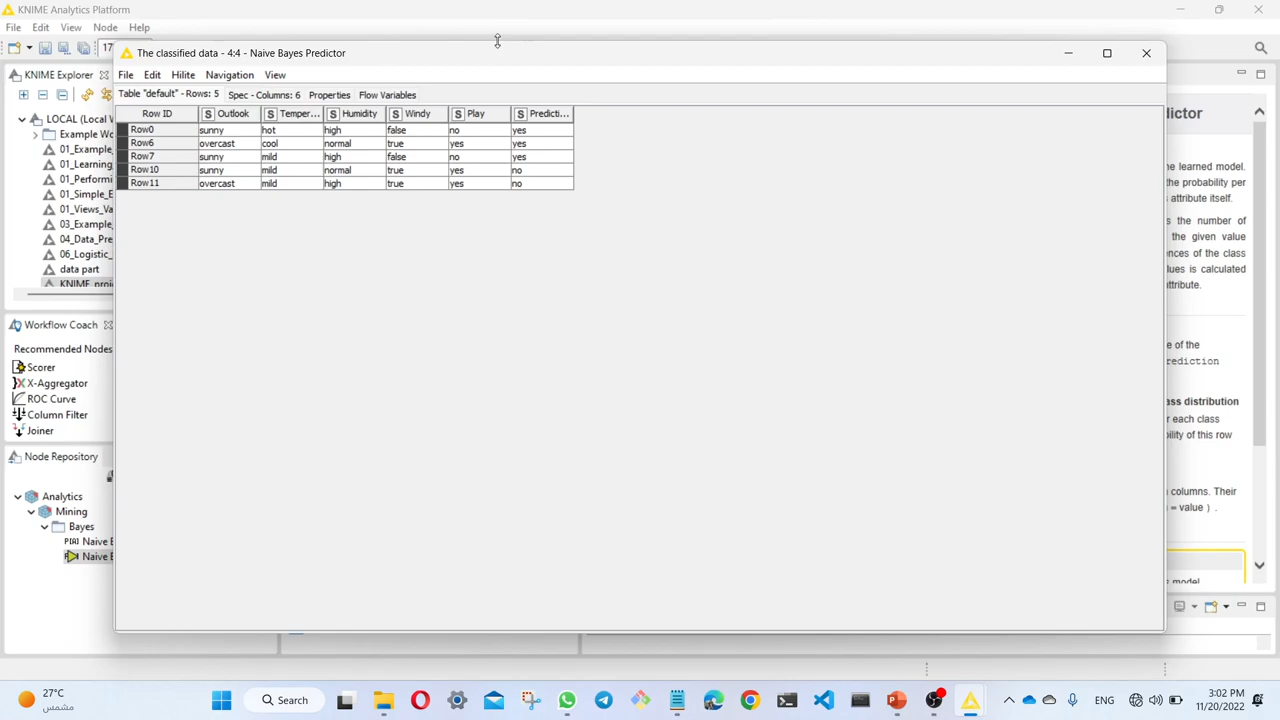 KNIME Analytics Platform
File Edit View Node Help
The classified data - 4:4 - Naive Bayes Predictor
KNIME Explorer
File Edit Hilite Navigation View
Table "default" - Rows: 5 Spec - Columns: 6 Properties Flow Variables
Row ID S Outlook S Temper... S Humidity S Windy S Play S Predicti...
Row0 sunny hot high false no yes
Row6 overcast cool normal true yes yes
Row7 sunny mild high false no yes
Row10 sunny mild normal true yes no
Row11 overcast mild high true yes no
LOCAL (Local
Example
01_Example
01_Learning
01_Performi
01_Simple_E
01_Views_Va
03_Example
04_Data_Pre
06_Logistic_
data part
KNIME_proj
Workflow Coach
Recommended Nodes
Scorer
X-Aggregator
ROC Curve
Column Filter
Joiner
Node Repository
Analytics
Mining
Bayes
Naive B
Naive B
dictor
he learned model.
the probability per
s attribute itself.
s the number of
the given value
ences of the class
lues is calculated
ttribute.
e of the
rediction
ass distribution
r each class
bility of this row
columns. Their
= value ) .
s model
27°C
مشمس
Search
ENG
3:02 PM
11/20/2022